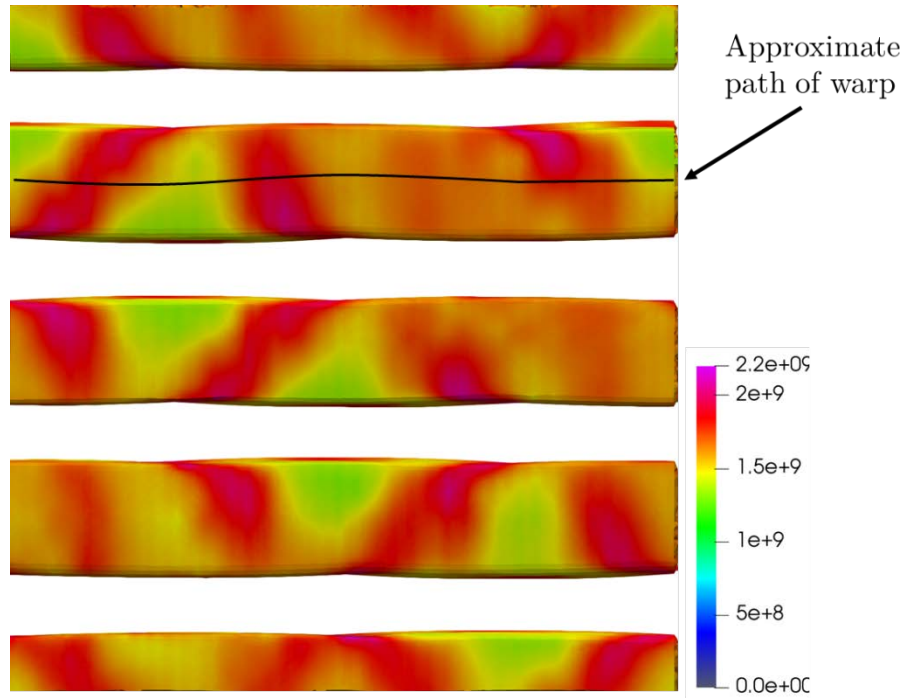 Approximate
path of warp
2.2e+09
2e+9
1.5e+9
1e+9
5e+8
0.0e+00